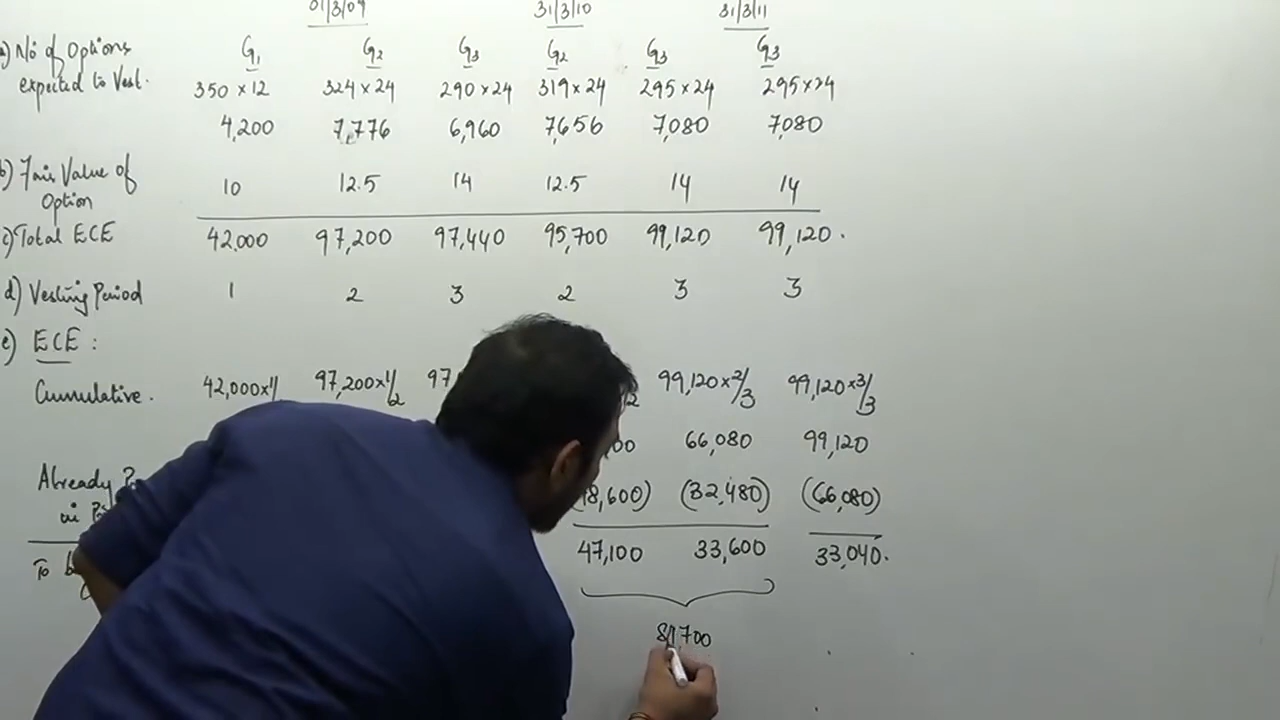 31/3/09 31/3/10 31/3/11
a) No of Options G1 G2 G3 G2 G3 G3
expected to Vest. 350 × 12 324 × 24 290 × 24 319 × 24 295 × 24 295 × 24
4,200 7,776 6,960 7,656 7,080 7,080
b) Fair Value of 10 12.5 14 12.5 14 14
Option
c) Total ECE 42,000 97,200 97,440 95,700 99,120 99,120.
d) Vesting Period 1 2 3 2 3 3
e) ECE :
Cumulative. 42,000 × 1/ 97,200 × 1/2 97 99,120 × 2/3 99,120 × 3/3
00 66,080 99,120
Already (48,600) (32,480) (66,080)
in
To 47,100 33,600 33,040.
700